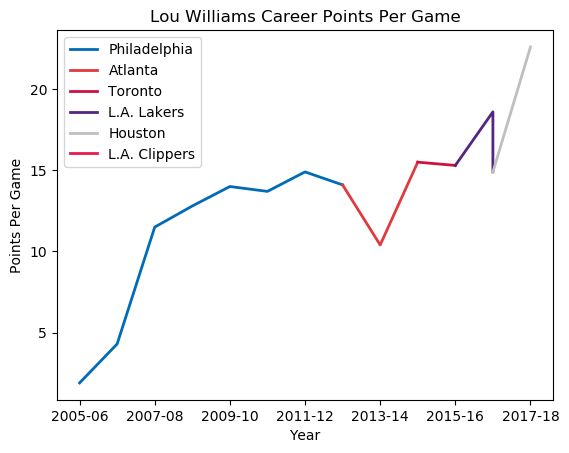 Lou Williams Career Points Per Game
Philadelphia
Atlanta
Toronto
L.A. Lakers
Houston
L.A. Clippers
Points Per Game
20
15
10
5
2005-06 2007-08 2009-10 2011-12 2013-14 2015-16 2017-18
Year